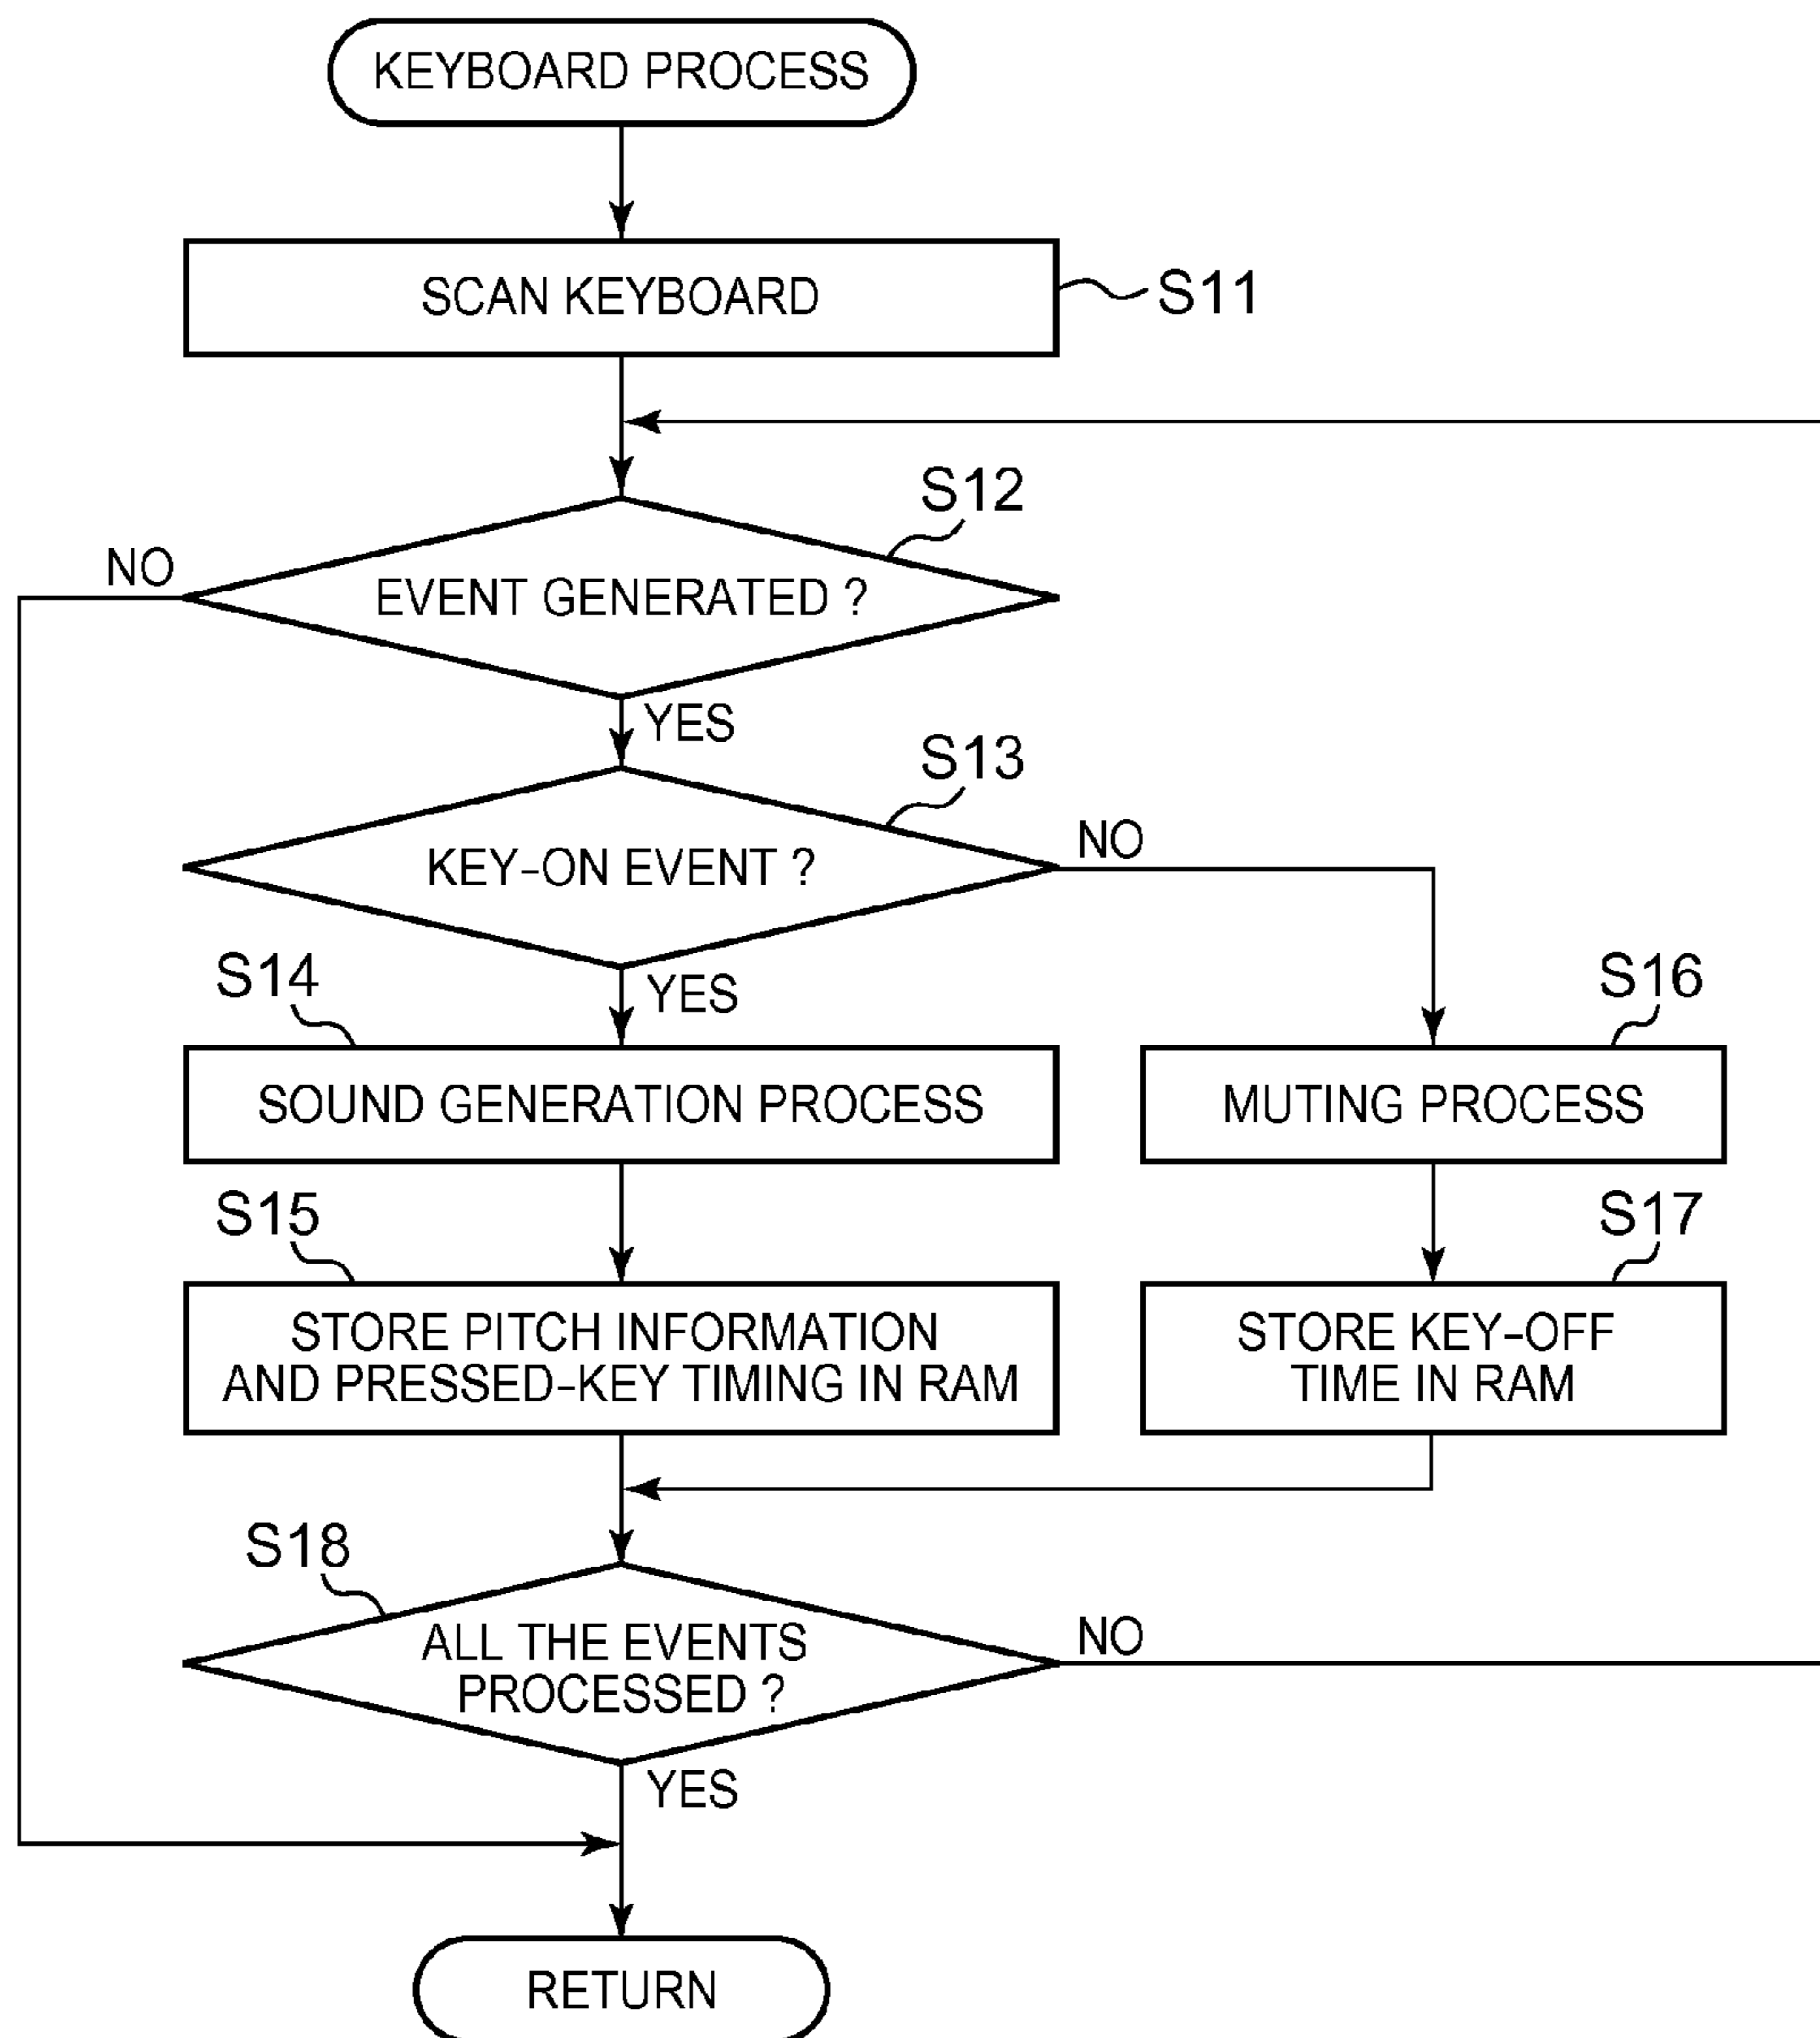 KEYBOARD PROCESS
SCAN KEYBOARD
S11
S12
NO
EVENT GENERATED ?
YES
S13
NO
KEY-ON EVENT ?
YES
S14
S16
SOUND GENERATION PROCESS
MUTING PROCESS
S15
S17
STORE PITCH INFORMATION
AND PRESSED-KEY TIMING IN RAM
STORE KEY-OFF
TIME IN RAM
S18
NO
ALL THE EVENTS
PROCESSED ?
YES
RETURN